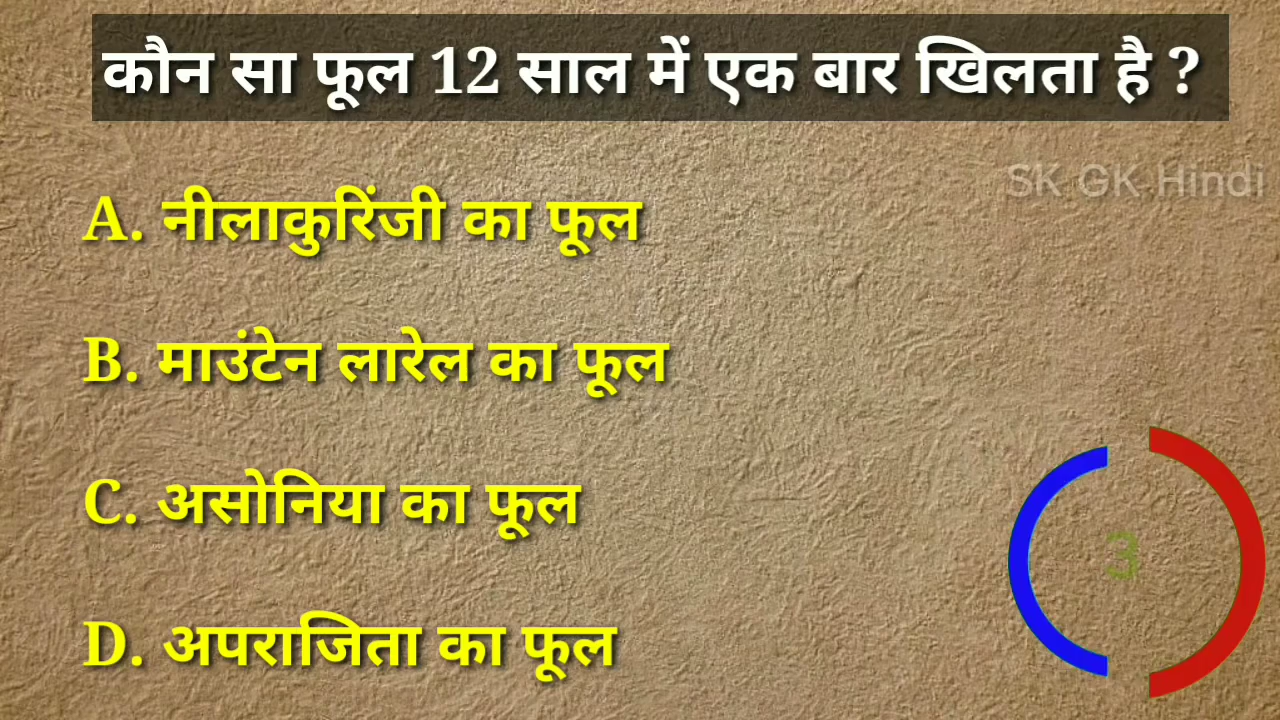 कौन सा फूल 12 साल में एक बार खिलता है ?
SK GK Hindi
A. नीलाकुरिंजी का फूल
B. माउंटेन लारेल का फूल
C. असोनिया का फूल
D. अपराजिता का फूल
3